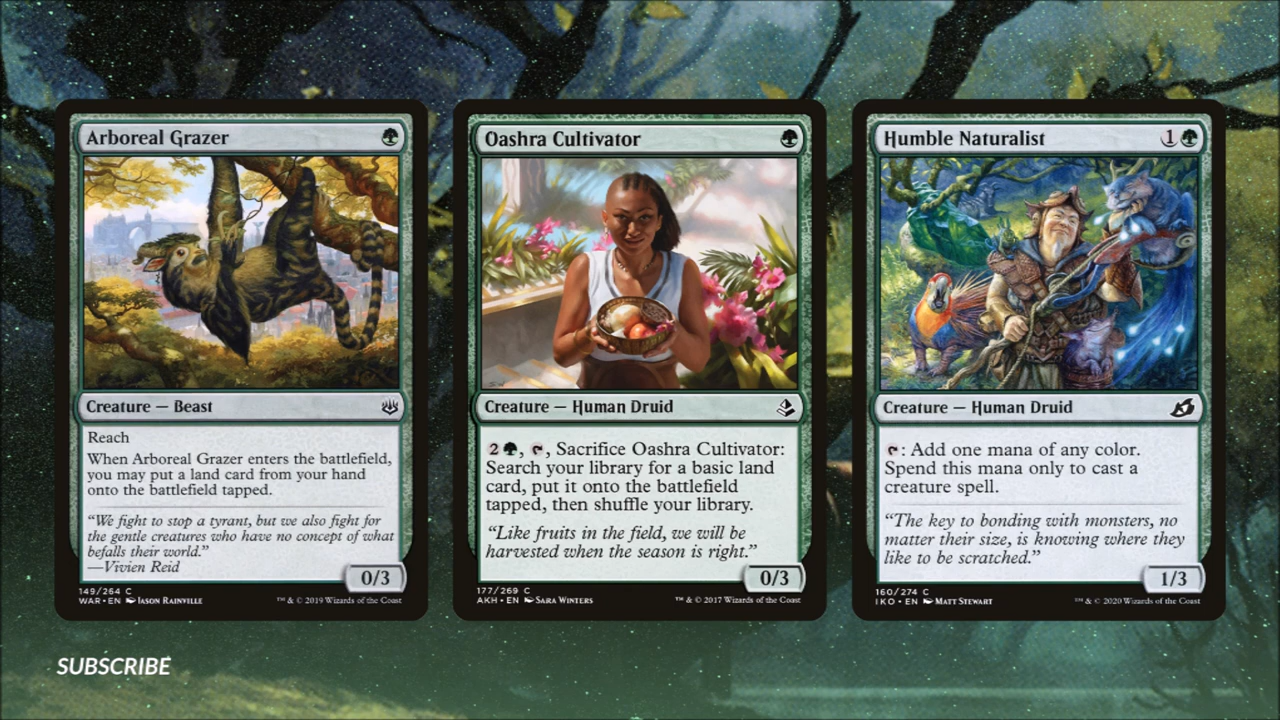 Arboreal Grazer
Creature — Beast
Reach
When Arboreal Grazer enters the battlefield,
you may put a land card from your hand
onto the battlefield tapped.
“We fight to stop a tyrant, but we also fight for
the gentle creatures who have no concept of what
befalls their world.”
—Vivien Reid
0/3
149/264 C
WAR • EN JASON RAINVILLE ™ & © 2019 Wizards of the Coast
Oashra Cultivator
Creature — Human Druid
2, , Sacrifice Oashra Cultivator:
Search your library for a basic land
card, put it onto the battlefield
tapped, then shuffle your library.
“Like fruits in the field, we will be
harvested when the season is right.”
0/3
177/269 C
AKH • EN SARA WINTERS ™ & © 2017 Wizards of the Coast
Humble Naturalist 1
Creature — Human Druid
: Add one mana of any color.
Spend this mana only to cast a
creature spell.
“The key to bonding with monsters, no
matter their size, is knowing where they
like to be scratched.”
1/3
160/274 C
IKO • EN MATT STEWART ™ & © 2020 Wizards of the Coast
SUBSCRIBE